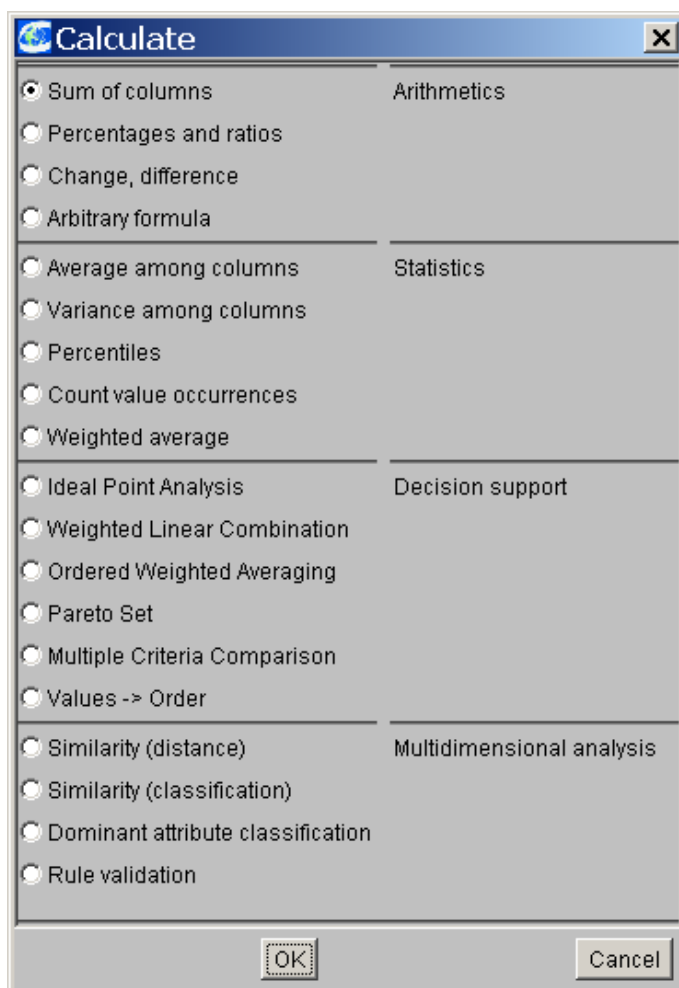 Calculate
Sum of columns Arithmetics
Percentages and ratios
Change, difference
Arbitrary formula
Average among columns Statistics
Variance among columns
Percentiles
Count value occurrences
Weighted average
Ideal Point Analysis Decision support
Weighted Linear Combination
Ordered Weighted Averaging
Pareto Set
Multiple Criteria Comparison
Values -> Order
Similarity (distance) Multidimensional analysis
Similarity (classification)
Dominant attribute classification
Rule validation
OK Cancel